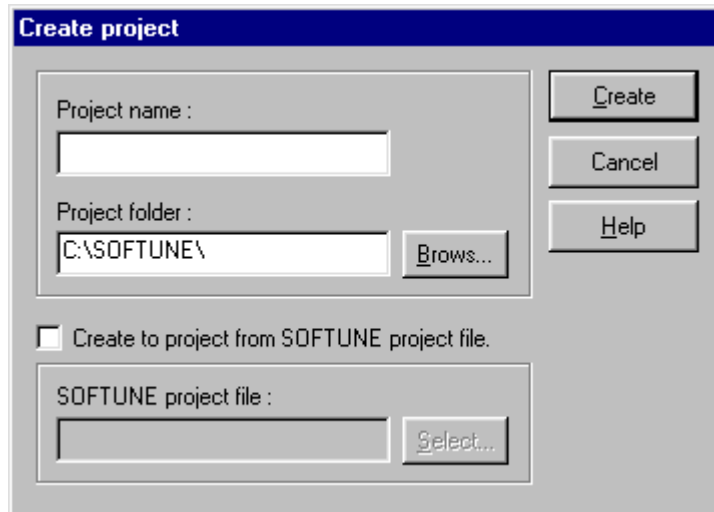 Create project
Project name :
Create
Cancel
Project folder :
Help
C:\SOFTUNE\
Brows...
Create to project from SOFTUNE project file.
SOFTUNE project file :
Select...